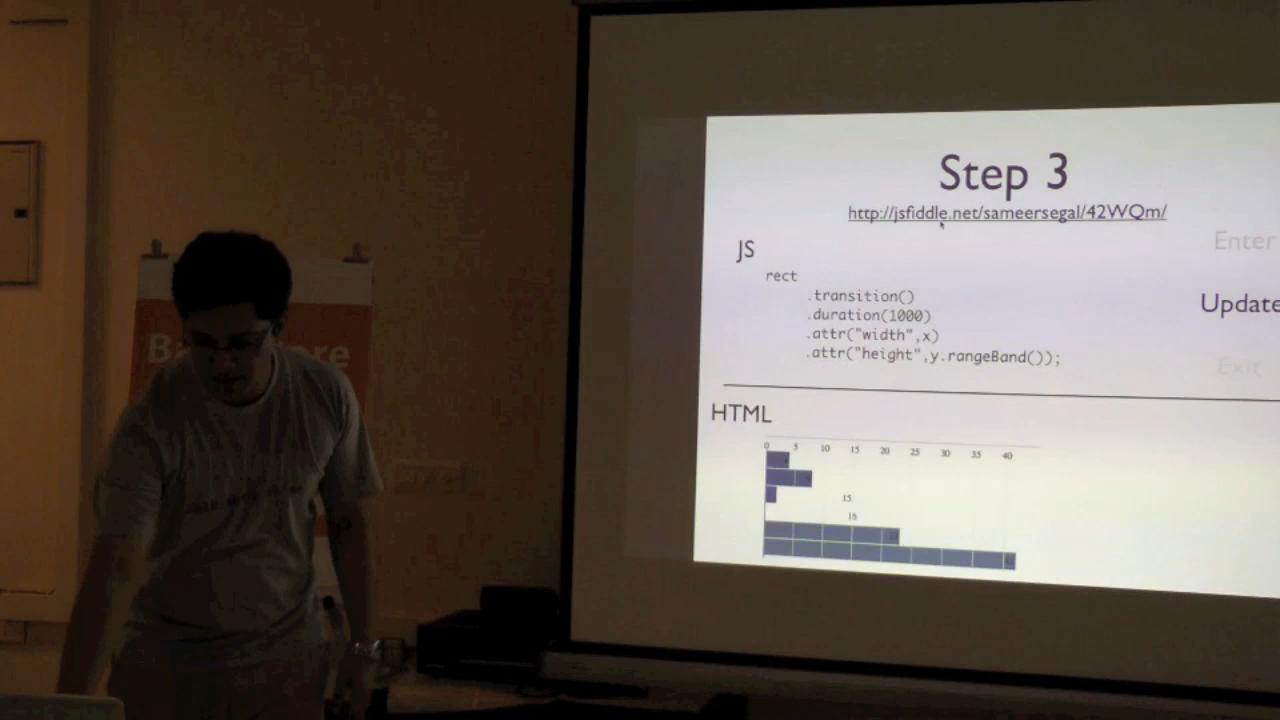 Step 3
http://jsfiddle.net/sameersegal/42WQm/
Enter
JS
rect
.transition()
.duration(1000)
Update
.attr("width",x)
.attr("height",y.rangeBand());
Exit
HTML
0 5 10 15 20 25 30 35 40
15
16